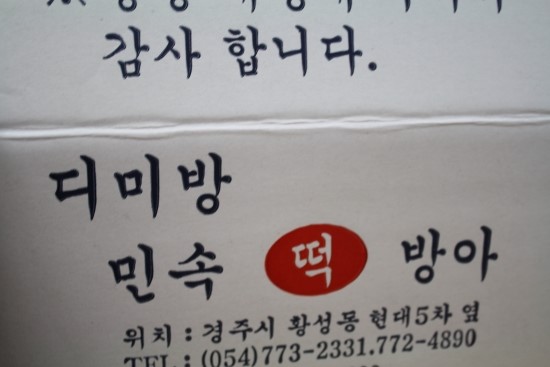 감사 합니다.
디미방
민속 떡 방아
위치 : 경주시 황성동 현대5차 옆
TEL : (054)773-2331.772-4890